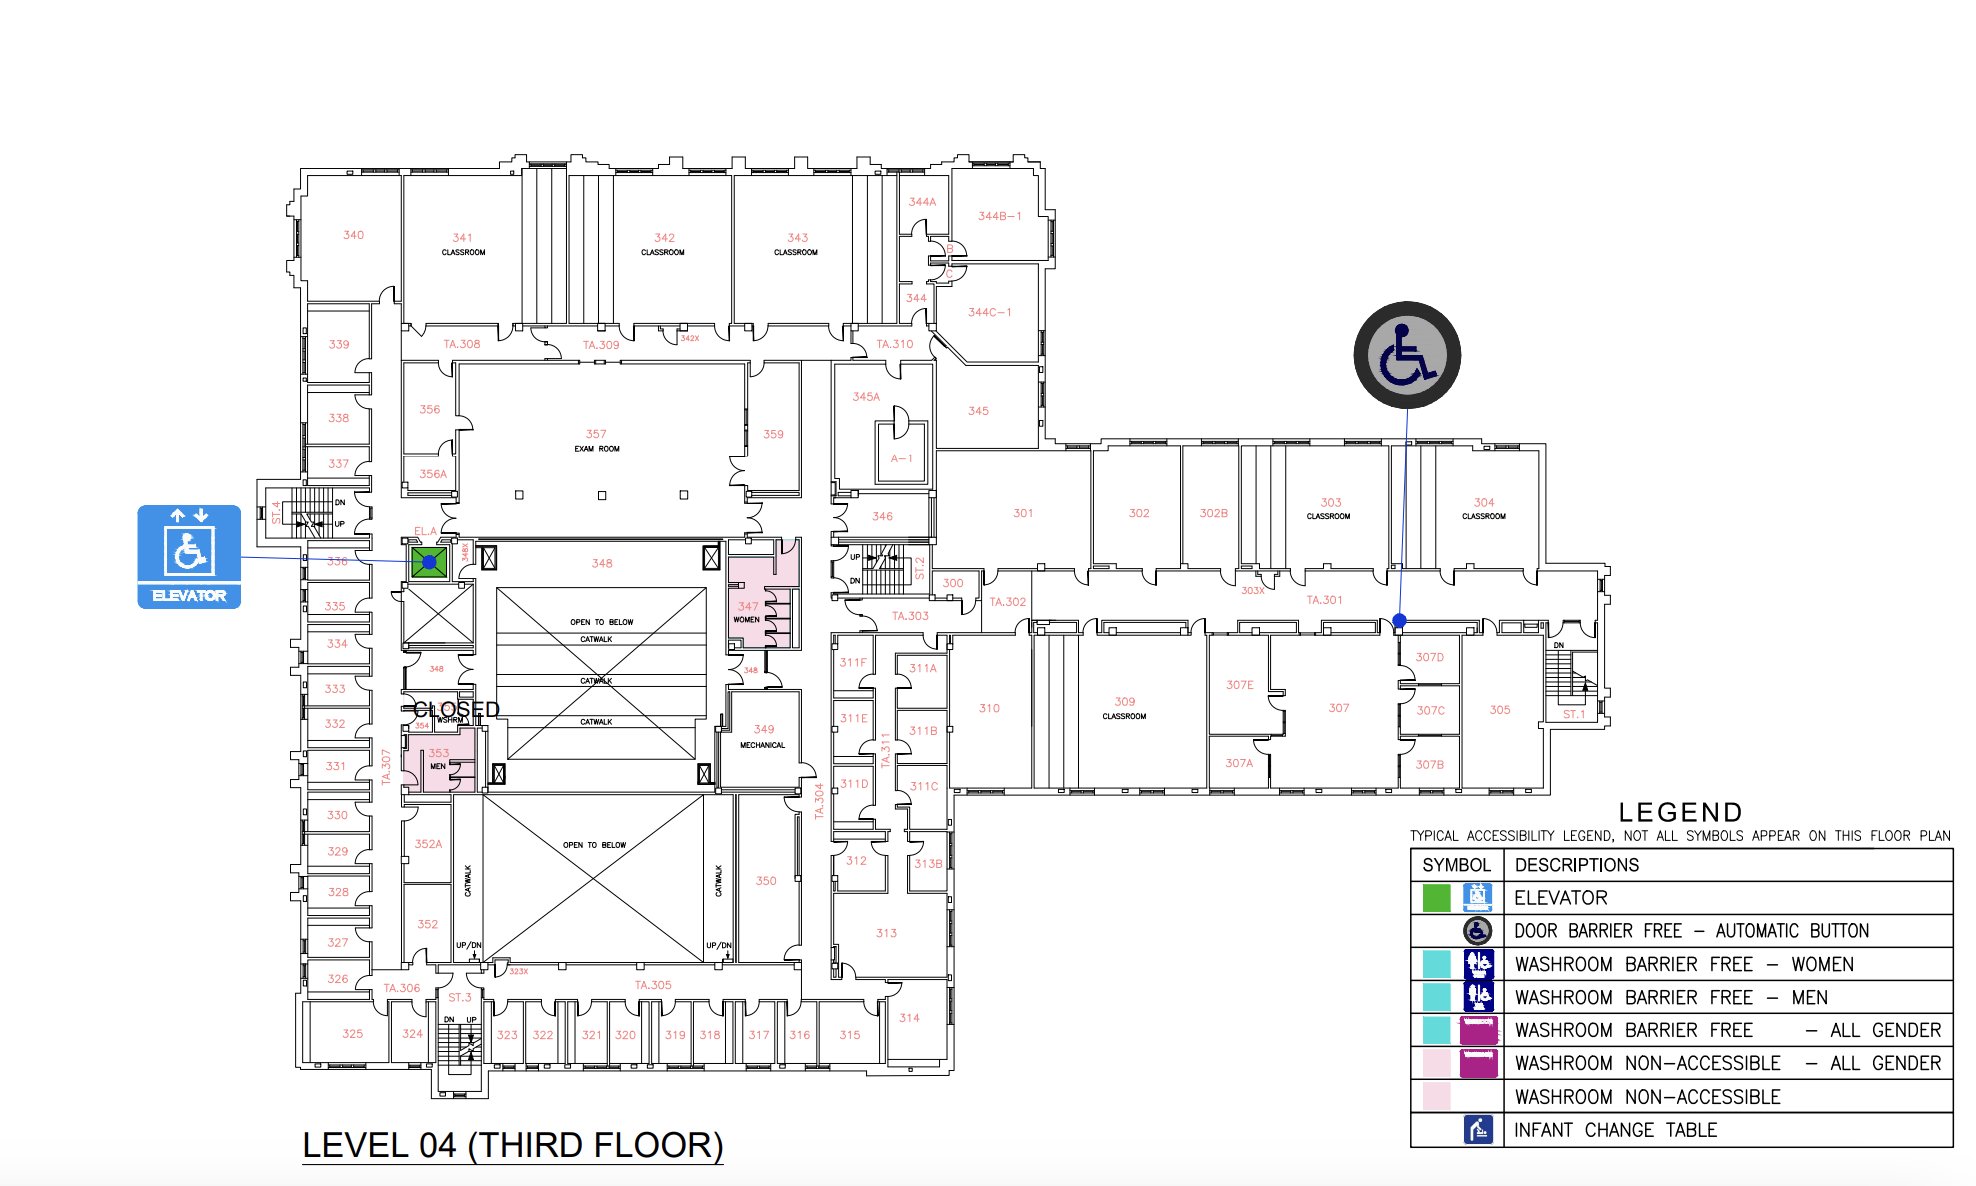 344A
344B-1
340
341
CLASSROOM
342
CLASSROOM
343
CLASSROOM
B
C
344
344C-1
339
TA.308
TA.309
342X
TA.310
338
356
357
EXAM ROOM
359
345A
345
337
356A
A-1
ST.4
DN
UP
EL.A
346
301
302
302B
303
CLASSROOM
304
CLASSROOM
ELEVATOR
336
348X
348
UP
DN
ST.2
300
TA.302
303X
TA.301
335
347
WOMEN
OPEN TO BELOW
CATWALK
TA.303
334
348
CATWALK
348
311F
311A
307E
307D
DN
333
CLOSED
WSHRM
354
332
CATWALK
349
MECHANICAL
311E
311B
TA.311
310
309
CLASSROOM
307
307C
305
ST.1
331
TA.307
353
MEN
311D
311C
307A
307B
330
TA.304
329
352A
OPEN TO BELOW
312
313B
328
CATWALK
CATWALK
350
327
352
UP/DN
UP/DN
313
326
TA.306
ST.3
323X
TA.305
325
324
DN
UP
323
322
321
320
319
318
317
316
315
314
LEVEL 04 (THIRD FLOOR)
LEGEND
TYPICAL ACCESSIBILITY LEGEND, NOT ALL SYMBOLS APPEAR ON THIS FLOOR PLAN
SYMBOL DESCRIPTIONS
ELEVATOR
DOOR BARRIER FREE - AUTOMATIC BUTTON
WASHROOM BARRIER FREE - WOMEN
WASHROOM BARRIER FREE - MEN
WASHROOM BARRIER FREE - ALL GENDER
WASHROOM NON-ACCESSIBLE - ALL GENDER
WASHROOM NON-ACCESSIBLE
INFANT CHANGE TABLE